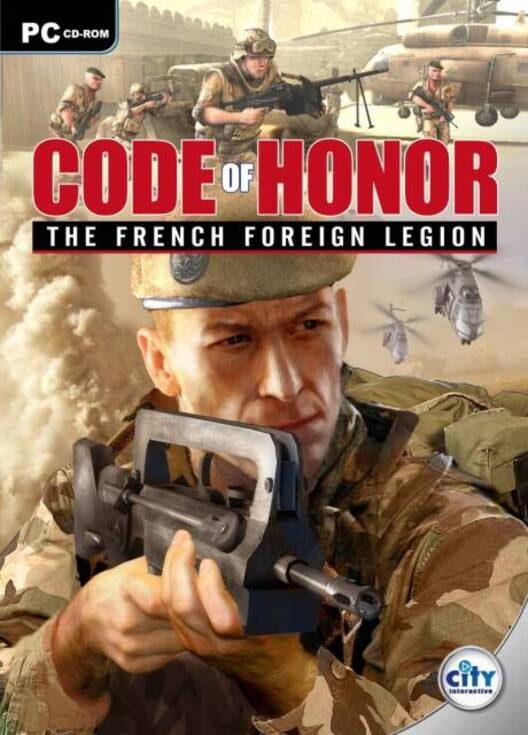 PC CD-ROM
CODE OF HONOR
THE FRENCH FOREIGN LEGION
city
interactive